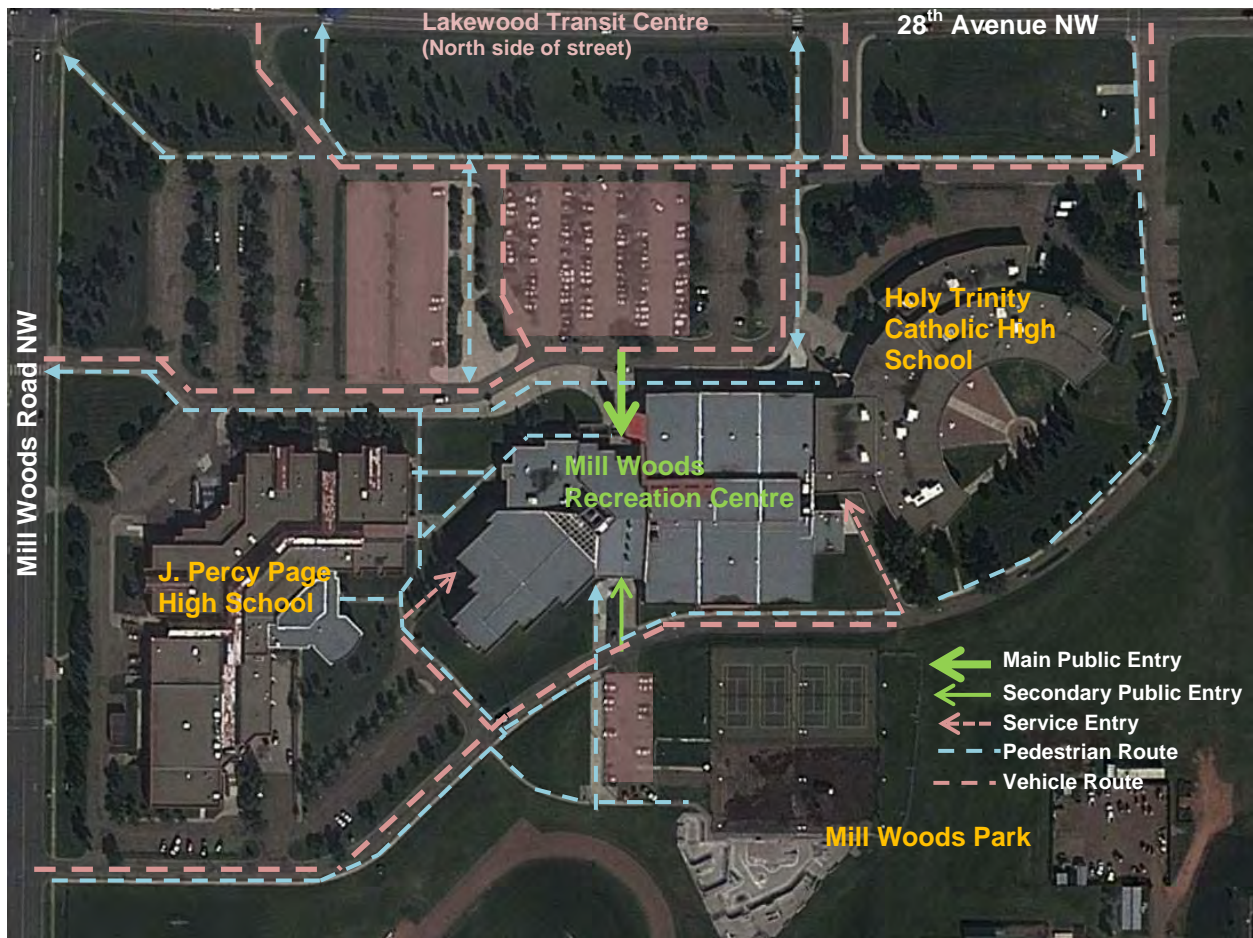 Lakewood Transit Centre
(North side of street)
28th Avenue NW
Mill Woods Road NW
Holy Trinity
Catholic High
School
Mill Woods
Recreation Centre
J. Percy Page
High School
Main Public Entry
Secondary Public Entry
Service Entry
Pedestrian Route
Vehicle Route
Mill Woods Park